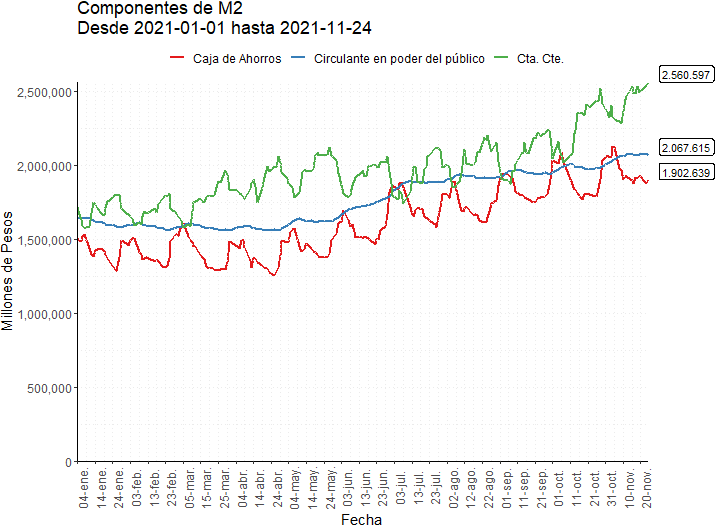 Componentes de M2
Desde 2021-01-01 hasta 2021-11-24
Caja de Ahorros Circulante en poder del público Cta. Cte.
2.560.597
2,500,000
2.067.615
2,000,000
1.902.639
1,500,000
1,000,000
500,000
0
Millones de Pesos
04-ene.
14-ene.
24-ene.
03-feb.
13-feb.
23-feb.
05-mar.
15-mar.
25-mar.
04-abr.
14-abr.
24-abr.
04-may.
14-may.
24-may.
03-jun.
13-jun.
23-jun.
03-jul.
13-jul.
23-jul.
02-ago.
12-ago.
22-ago.
01-sep.
11-sep.
21-sep.
01-oct.
11-oct.
21-oct.
31-oct.
10-nov.
20-nov.
Fecha